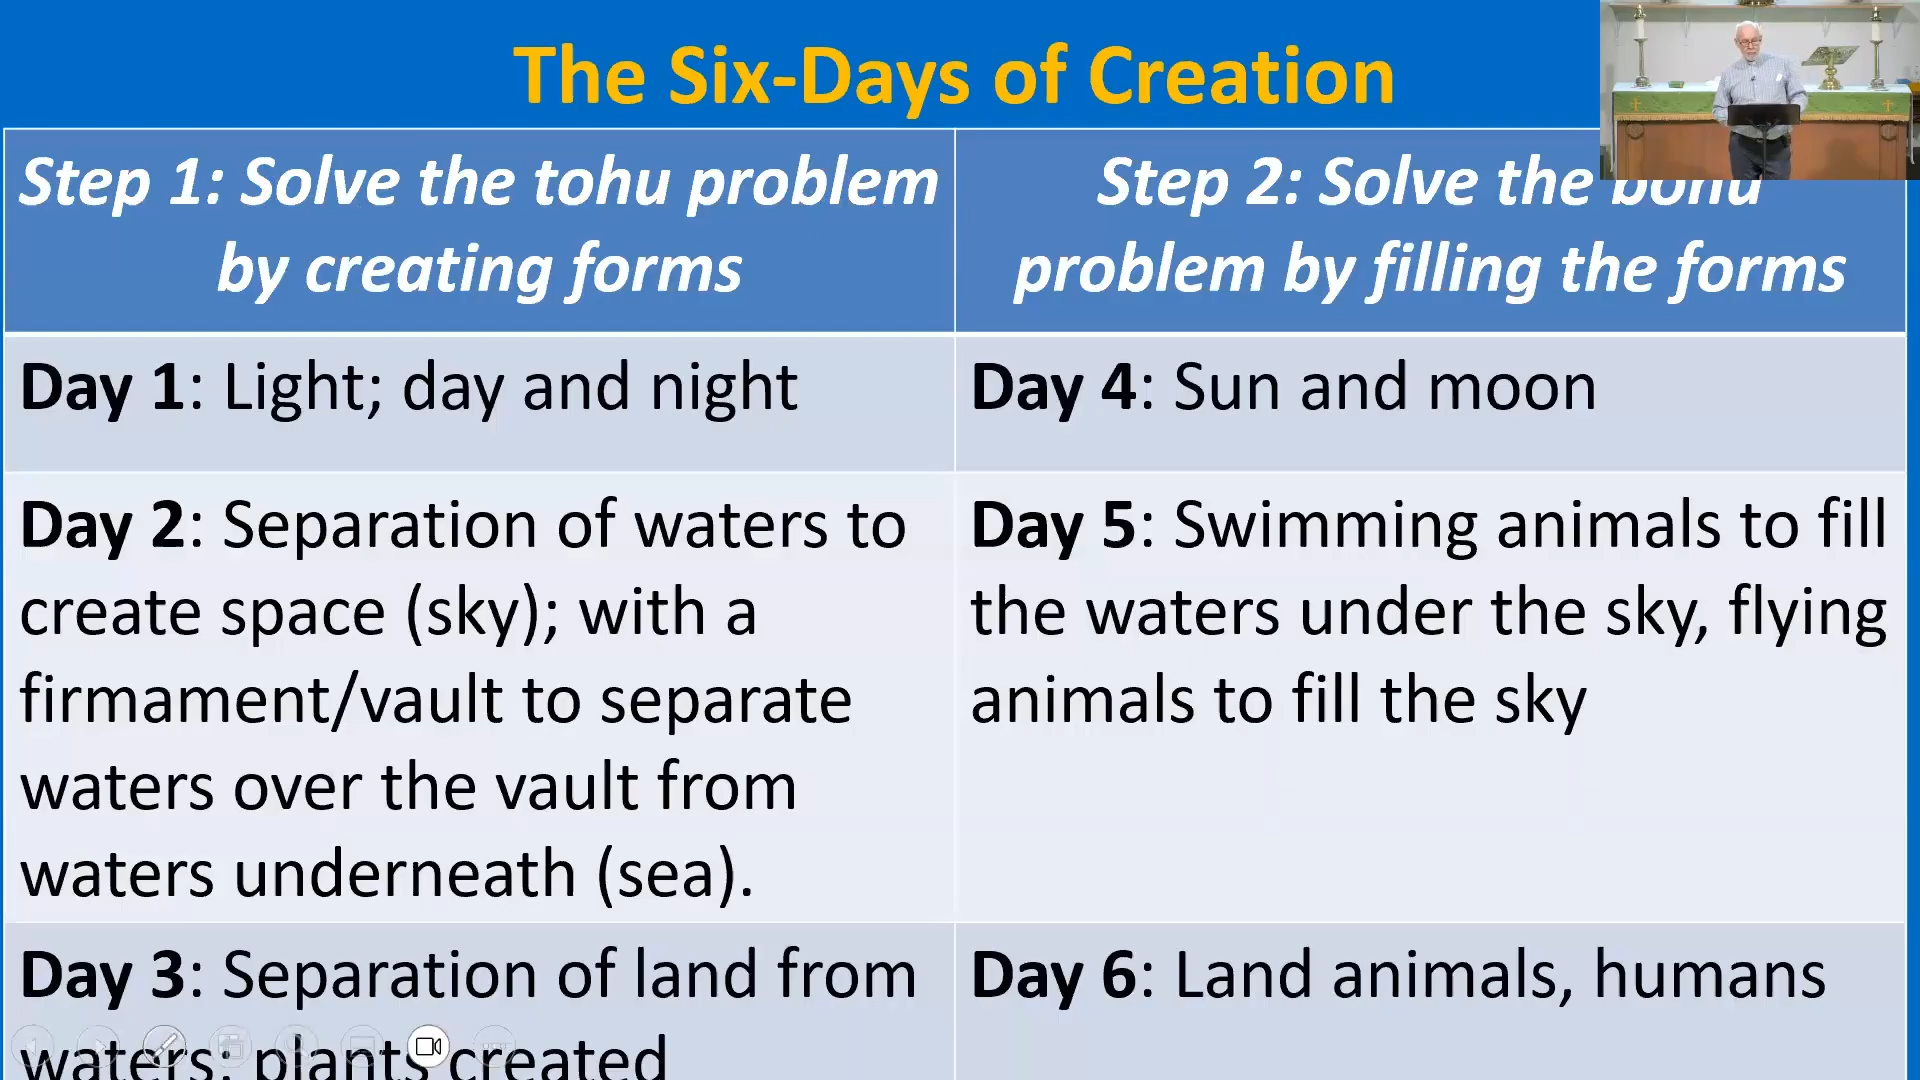 The Six-Days of Creation
Step 1: Solve the tohu problem
by creating forms
Step 2: Solve the bohu
problem by filling the forms
Day 1: Light; day and night
Day 4: Sun and moon
Day 2: Separation of waters to
create space (sky); with a
firmament/vault to separate
waters over the vault from
waters underneath (sea).
Day 5: Swimming animals to fill
the waters under the sky, flying
animals to fill the sky
Day 3: Separation of land from
waters; plants created
Day 6: Land animals, humans